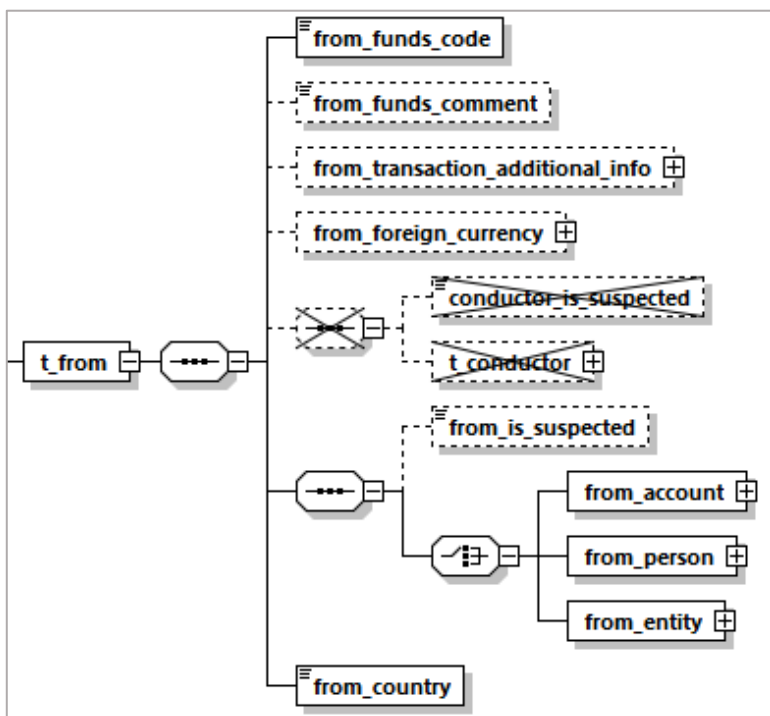 from_funds_code
from_funds_comment
from_transaction_additional_info
from_foreign_currency
conductor_is_suspected
t_from
t_conductor
from_is_suspected
from_account
from_person
from_entity
from_country